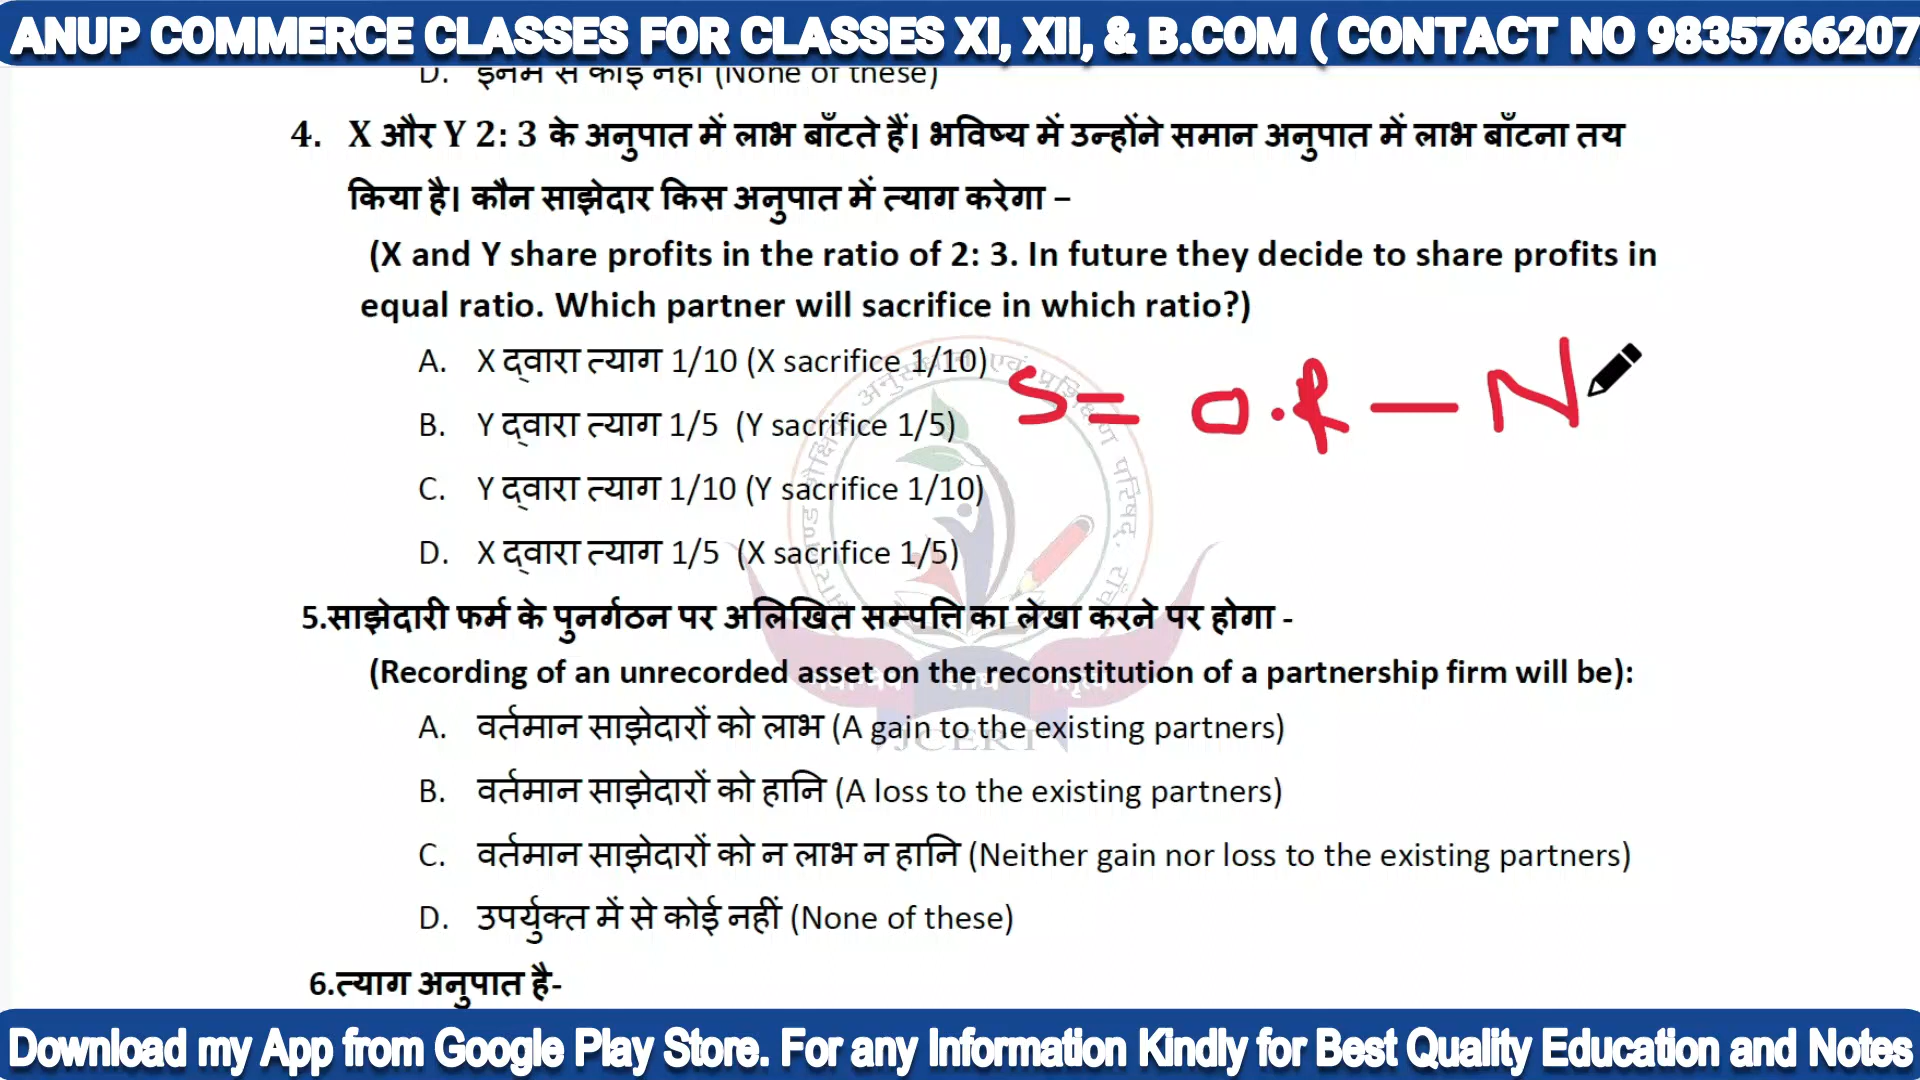 ANUP COMMERCE CLASSES FOR CLASSES XI, XII, & B.COM ( CONTACT NO 9835766207
D. इनमें से कोई नहीं (None of these)
4. X और Y 2: 3 के अनुपात में लाभ बाँटते हैं। भविष्य में उन्होंने समान अनुपात में लाभ बाँटना तय
किया है। कौन साझेदार किस अनुपात में त्याग करेगा –
(X and Y share profits in the ratio of 2: 3. In future they decide to share profits in
equal ratio. Which partner will sacrifice in which ratio?)
A. X द्वारा त्याग 1/10 (X sacrifice 1/10)
S = O.R — N
B. Y द्वारा त्याग 1/5 (Y sacrifice 1/5)
C. Y द्वारा त्याग 1/10 (Y sacrifice 1/10)
D. X द्वारा त्याग 1/5 (X sacrifice 1/5)
5.साझेदारी फर्म के पुनर्गठन पर अलिखित सम्पत्ति का लेखा करने पर होगा -
(Recording of an unrecorded asset on the reconstitution of a partnership firm will be):
A. वर्तमान साझेदारों को लाभ (A gain to the existing partners)
JCERT
B. वर्तमान साझेदारों को हानि (A loss to the existing partners)
C. वर्तमान साझेदारों को न लाभ न हानि (Neither gain nor loss to the existing partners)
D. उपर्युक्त में से कोई नहीं (None of these)
6.त्याग अनुपात है-
Download my App from Google Play Store. For any Information Kindly for Best Quality Education and Notes